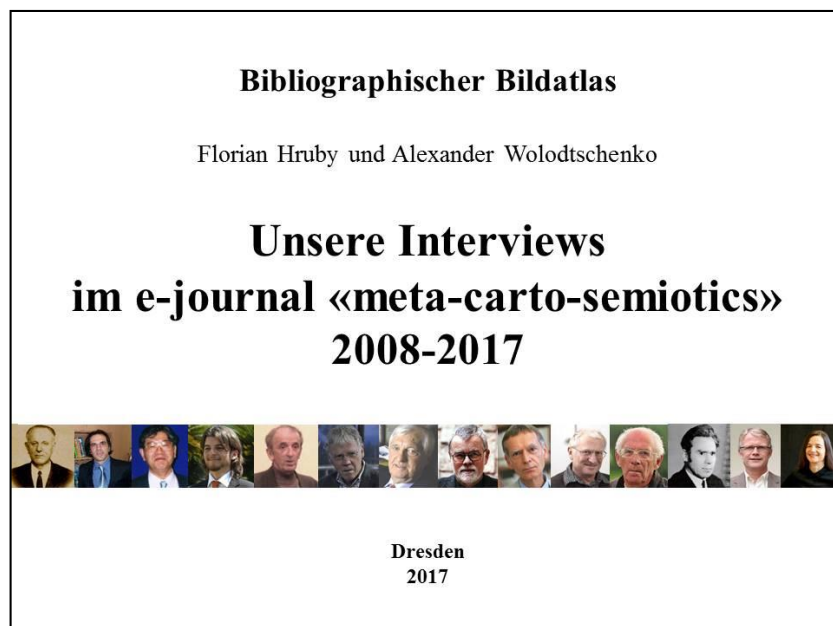 Bibliographischer Bildatlas
Florian Hruby und Alexander Wolodtschenko
Unsere Interviews
im e-journal «meta-carto-semiotics»
2008-2017
Dresden
2017